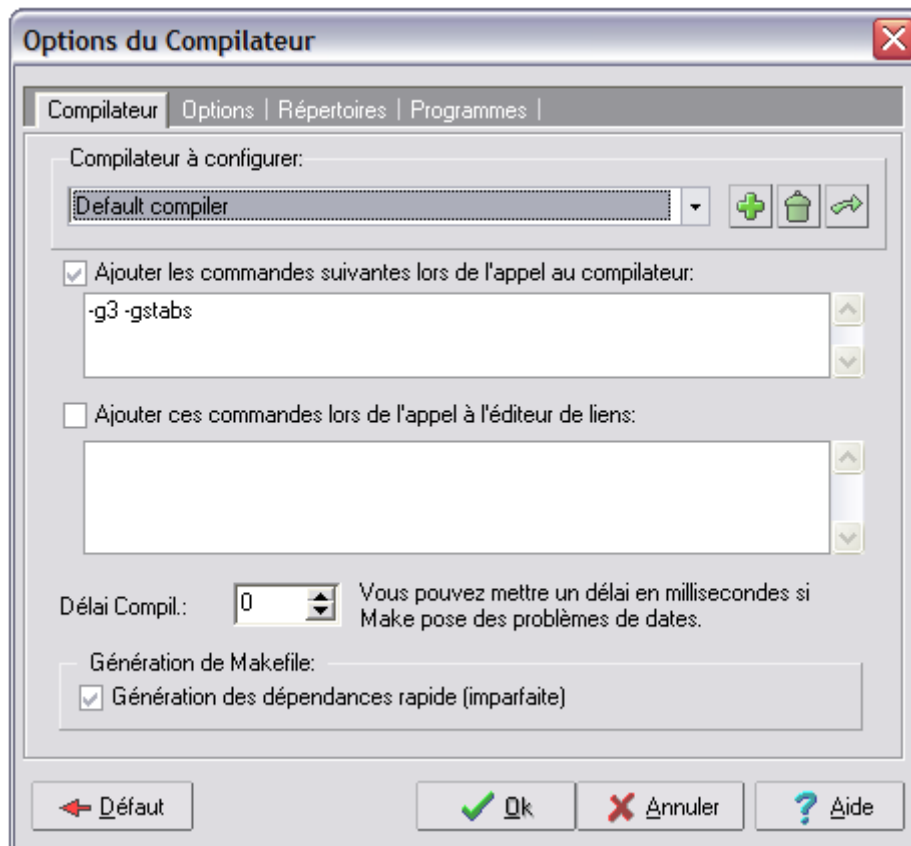 Options du Compilateur
Compilateur Options | Répertoires | Programmes |
Compilateur à configurer:
Default compiler
Ajouter les commandes suivantes lors de l'appel au compilateur:
-g3 -gstabs
Ajouter ces commandes lors de l'appel à l'éditeur de liens:
Délai Compil.: 0 Vous pouvez mettre un délai en millisecondes si
Make pose des problèmes de dates.
Génération de Makefile:
Génération des dépendances rapide (imparfaite)
Défaut Ok Annuler ? Aide